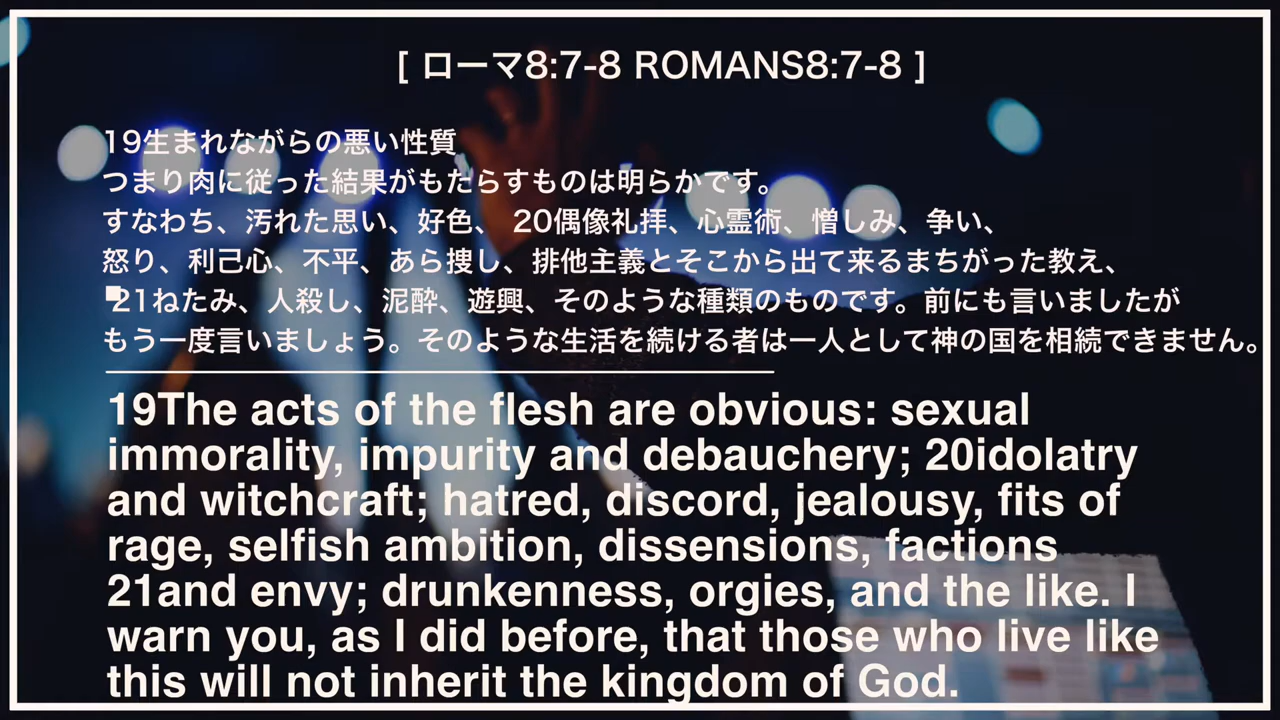 [ ローマ8:7-8 ROMANS8:7-8 ]
19生まれながらの悪い性質
つまり肉に従った結果がもたらすものは明らかです。
すなわち、汚れた思い、好色、 20偶像礼拝、心霊術、憎しみ、争い、
怒り、利己心、不平、あら捜し、排他主義とそこから出て来るまちがった教え、
21ねたみ、人殺し、泥酔、遊興、そのような種類のものです。前にも言いましたが
もう一度言いましょう。そのような生活を続ける者は一人として神の国を相続できません。
19The acts of the flesh are obvious: sexual
immorality, impurity and debauchery; 20idolatry
and witchcraft; hatred, discord, jealousy, fits of
rage, selfish ambition, dissensions, factions
21and envy; drunkenness, orgies, and the like. I
warn you, as I did before, that those who live like
this will not inherit the kingdom of God.